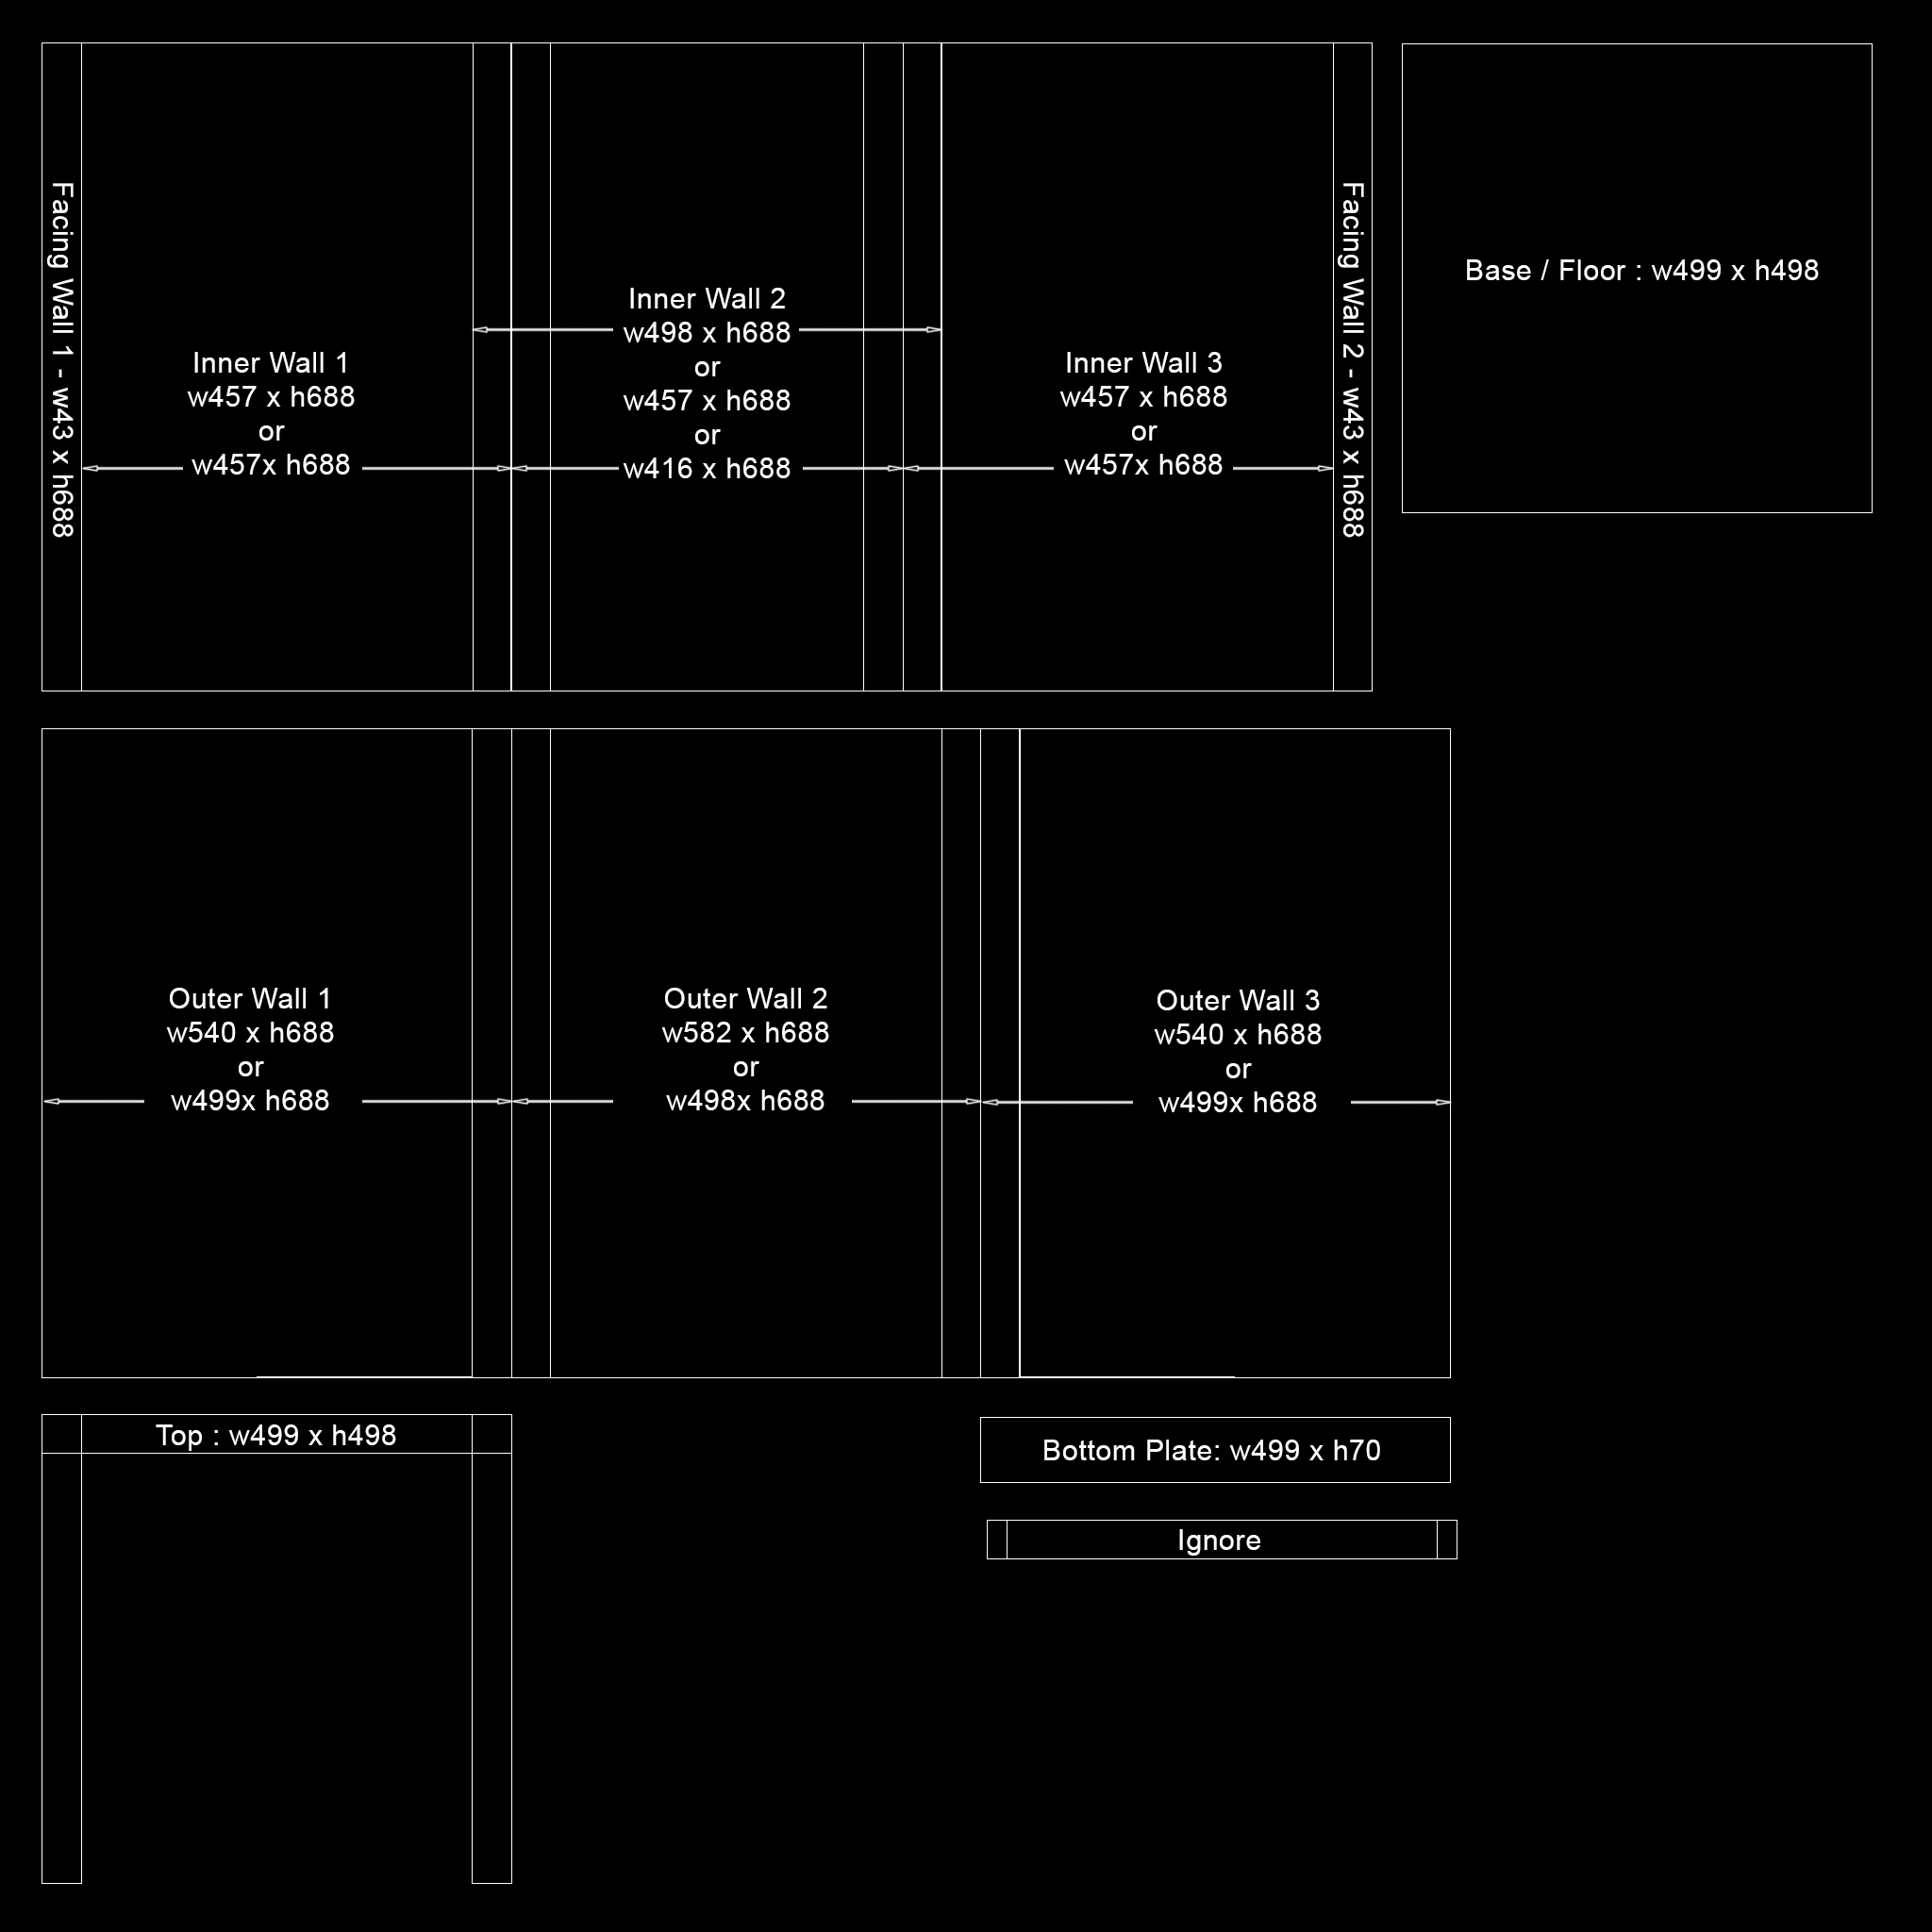 Facing Wall 1 - w43 x h688
Inner Wall 1
w457 x h688
or
w457x h688
Inner Wall 2
w498 x h688
or
w457 x h688
or
w416 x h688
Inner Wall 3
w457 x h688
or
w457x h688
Facing Wall 2 - w43 x h688
Base / Floor : w499 x h498
Outer Wall 1
w540 x h688
or
w499x h688
Outer Wall 2
w582 x h688
or
w498x h688
Outer Wall 3
w540 x h688
or
w499x h688
Top : w499 x h498
Bottom Plate: w499 x h70
Ignore